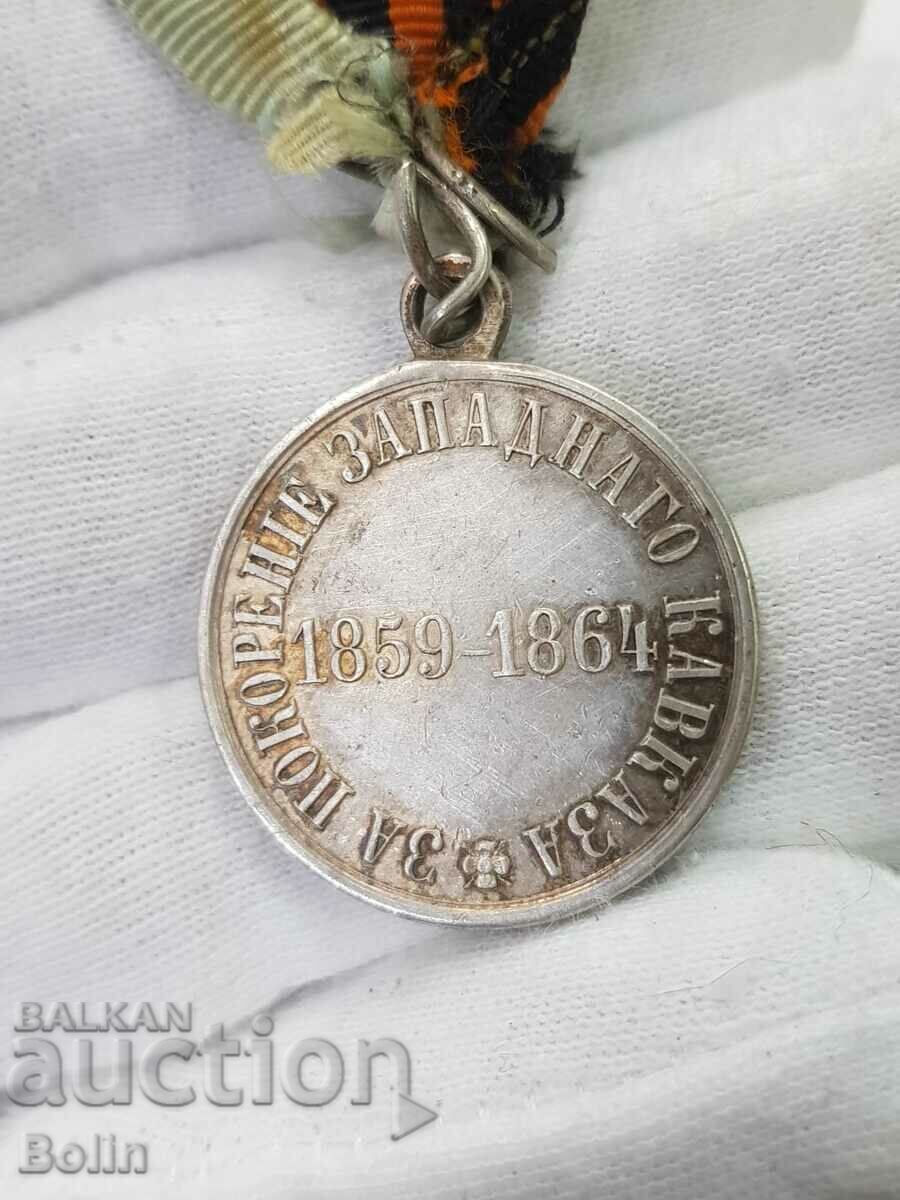 ЗА ПОКОРЕНІЕ ЗАПАДНАГО КАВКАЗА
1859-1864
BALKAN
auction
Bolin